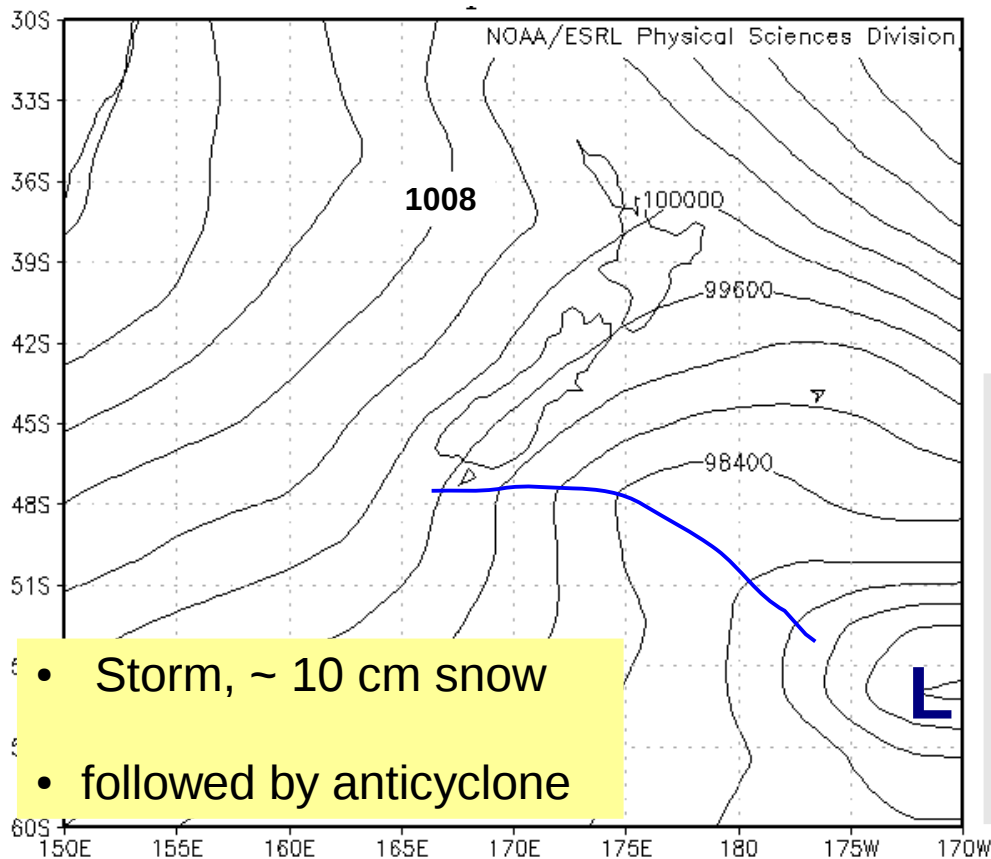 30S
NOAA/ESRL Physical Sciences Division
33S
36S
1008
100000
39S
99600
42S
45S
98400
48S
51S
• Storm, ~ 10 cm snow
L
• followed by anticyclone
60S
150E 155E 160E 165E 170E 175E 180 175W 170W